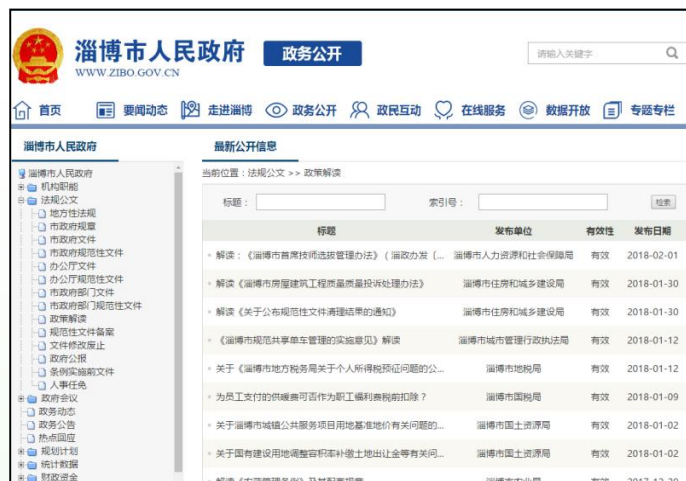 淄博市人民政府
政务公开
WWW.ZIBO.GOV.CN
请输入关键字
首页 要闻动态 走进淄博 政务公开 政民互动 在线服务 数据开放 专题专栏
淄博市人民政府
淄博市人民政府
机构职能
法规公文
地方性法规
市政府规章
市政府文件
市政府规范性文件
办公厅文件
办公厅规范性文件
市政府部门文件
市政府部门规范性文件
政策解读
规范性文件备案
文件修改废止
政府公报
条例实施前文件
人事任免
政府会议
政务动态
政务公告
热点回应
规划计划
统计数据
财政资金
最新公开信息
当前位置：法规公文 >> 政策解读
标题： 索引号： 检索
标题 发布单位 有效性 发布日期
解读：《淄博市首席技师选拔管理办法》（淄政办发〔... 淄博市人力资源和社会保障局 有效 2018-02-01
解读《淄博市房屋建筑工程质量质量投诉处理办法》 淄博市住房和城乡建设局 有效 2018-01-30
解读《关于公布规范性文件清理结果的通知》 淄博市住房和城乡建设局 有效 2018-01-30
《淄博市规范共享单车管理的实施意见》解读 淄博市城市管理行政执法局 有效 2018-01-12
关于《淄博市地方税务局关于个人所得税预征问题的公... 淄博市地税局 有效 2018-01-12
为员工支付的供暖费可否作为职工福利费税前扣除？ 淄博市国税局 有效 2018-01-09
关于淄博市城镇公共服务项目用地基准地价有关问题的... 淄博市国土资源局 有效 2018-01-02
关于国有建设用地调整容积率补缴土地出让金等有关问... 淄博市国土资源局 有效 2018-01-02